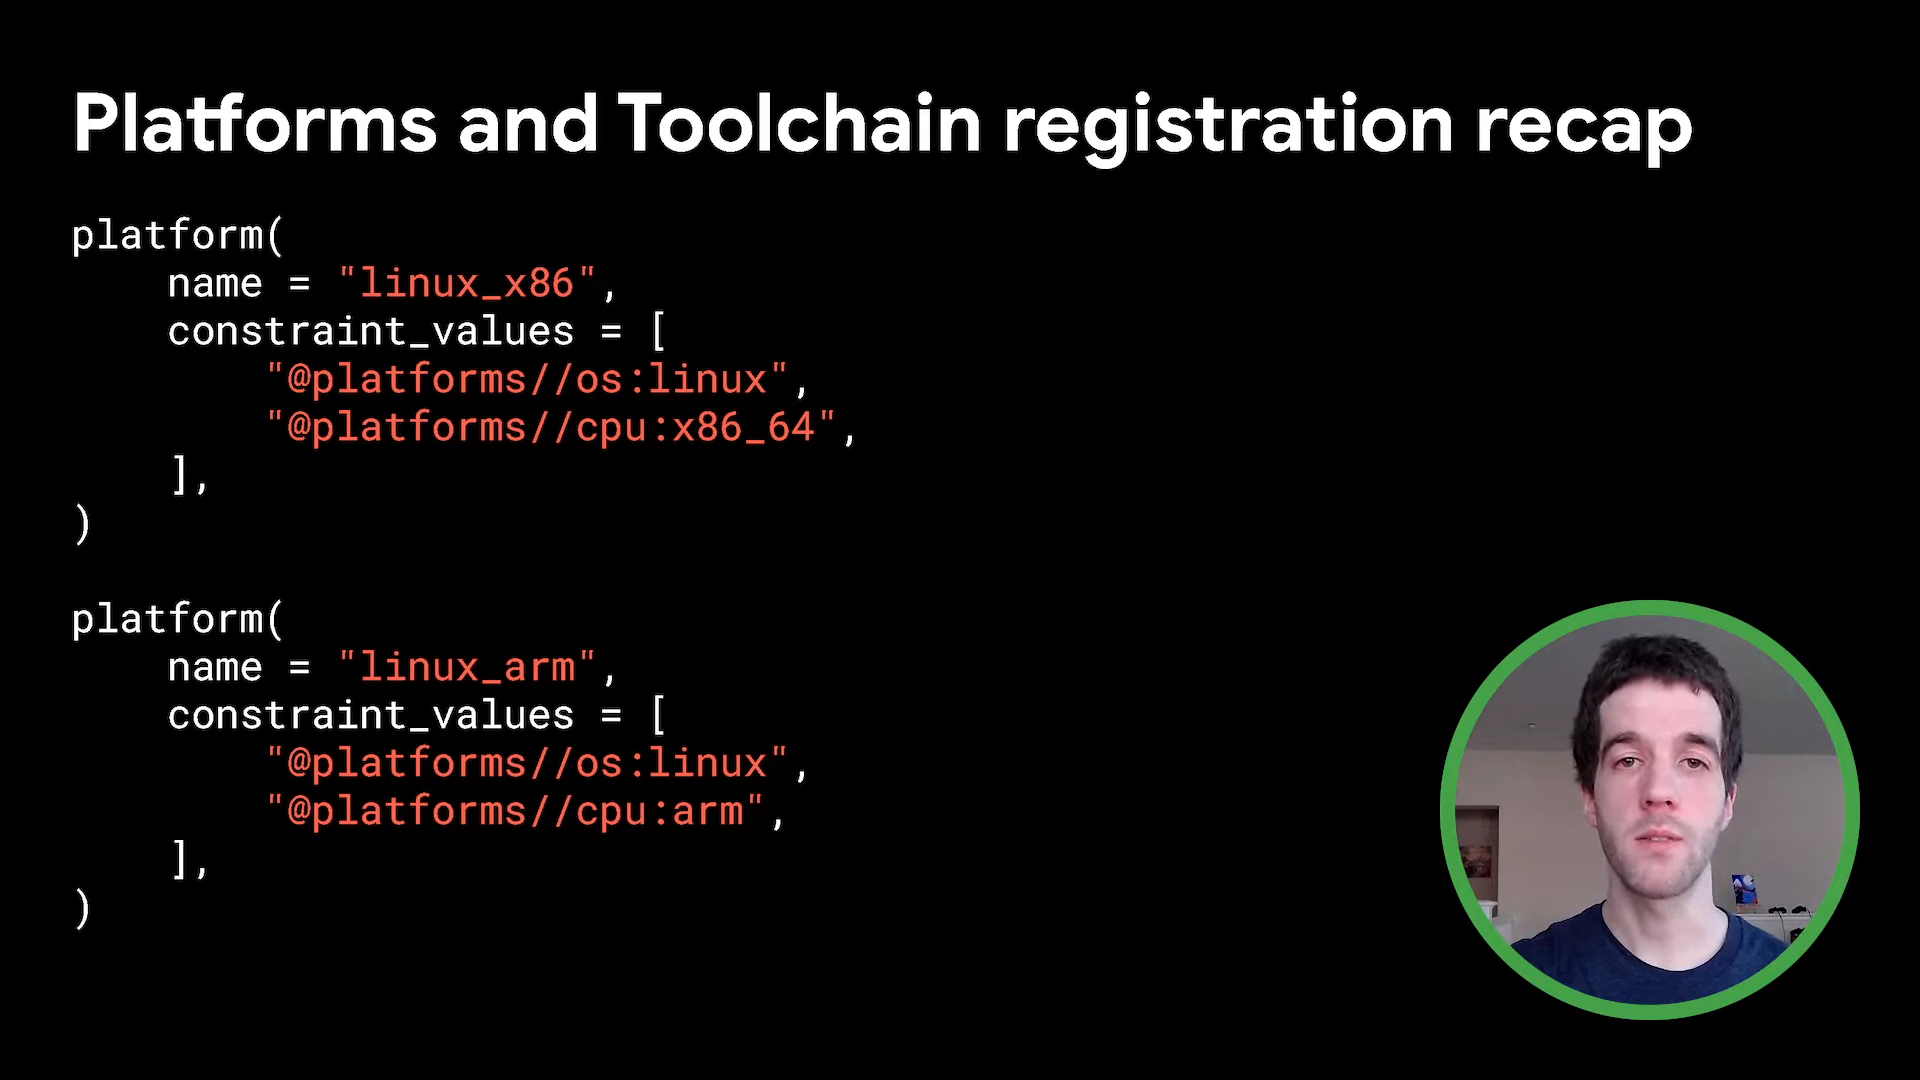 Platforms and Toolchain registration recap
platform(
    name = "linux_x86",
    constraint_values = [
        "@platforms//os:linux",
        "@platforms//cpu:x86_64",
    ],
)
platform(
    name = "linux_arm",
    constraint_values = [
        "@platforms//os:linux",
        "@platforms//cpu:arm",
    ],
)